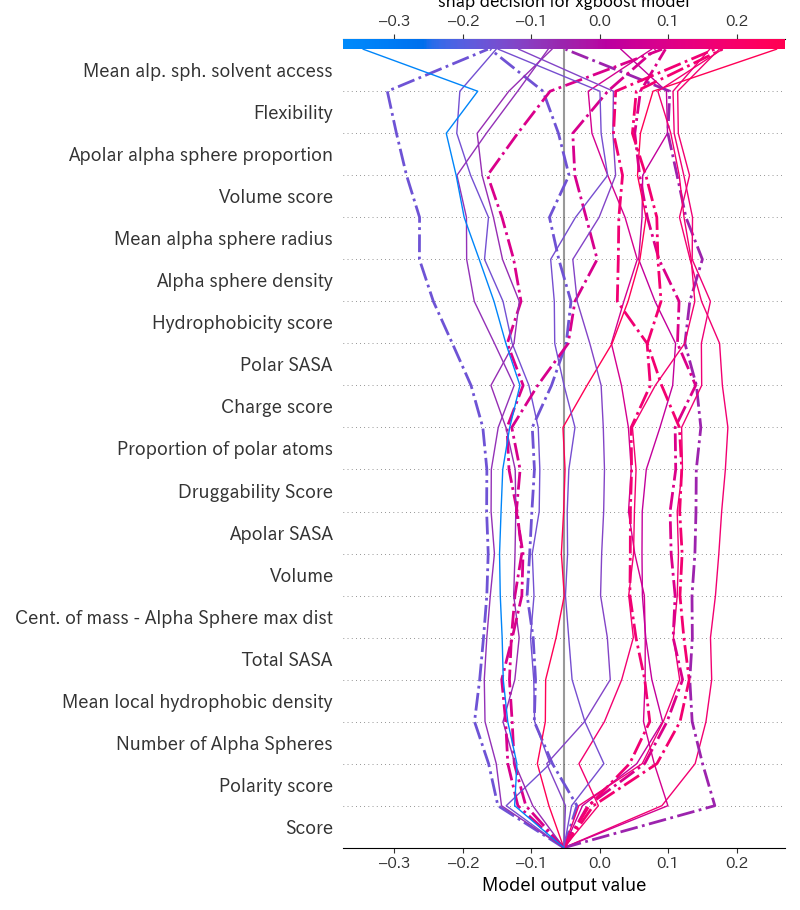 shap decision for xgboost model
−0.3 −0.2 −0.1 0.0 0.1 0.2
Mean alp. sph. solvent access
Flexibility
Apolar alpha sphere proportion
Volume score
Mean alpha sphere radius
Alpha sphere density
Hydrophobicity score
Polar SASA
Charge score
Proportion of polar atoms
Druggability Score
Apolar SASA
Volume
Cent. of mass - Alpha Sphere max dist
Total SASA
Mean local hydrophobic density
Number of Alpha Spheres
Polarity score
Score
−0.3 −0.2 −0.1 0.0 0.1 0.2
Model output value